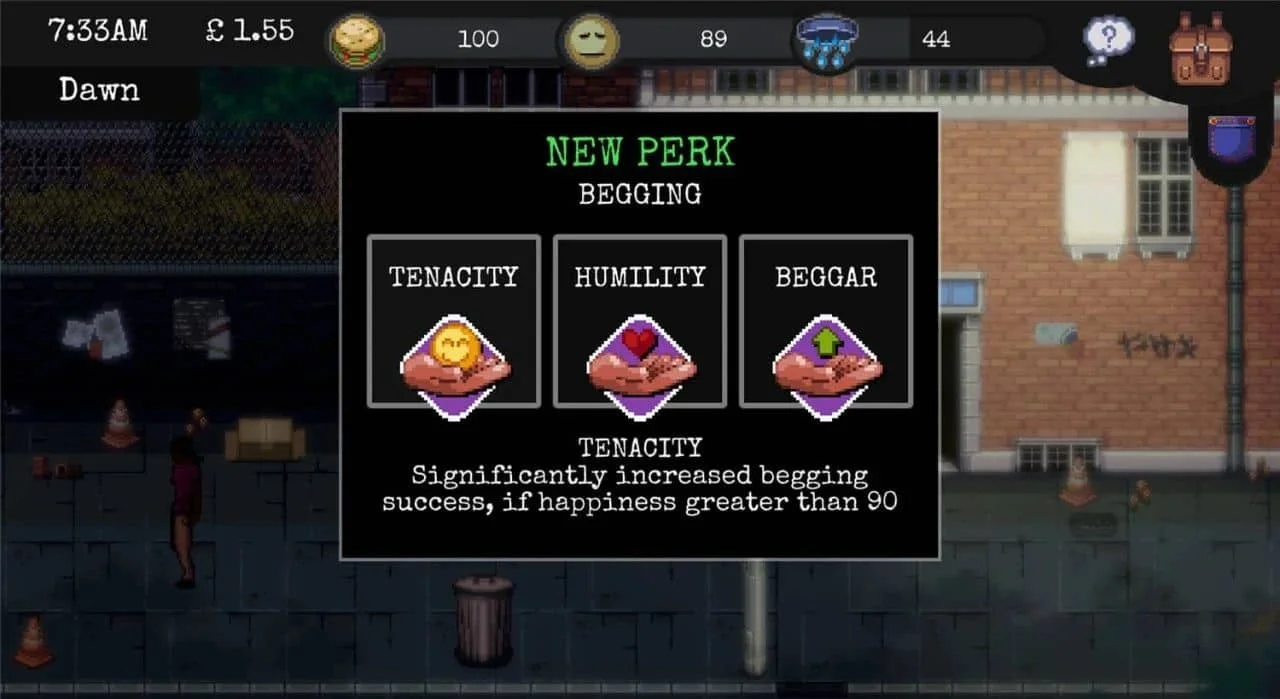 7:33AM £ 1.55 100 89 44
Dawn
NEW PERK
BEGGING
TENACITY HUMILITY BEGGAR
TENACITY
Significantly increased begging
success, if happiness greater than 90